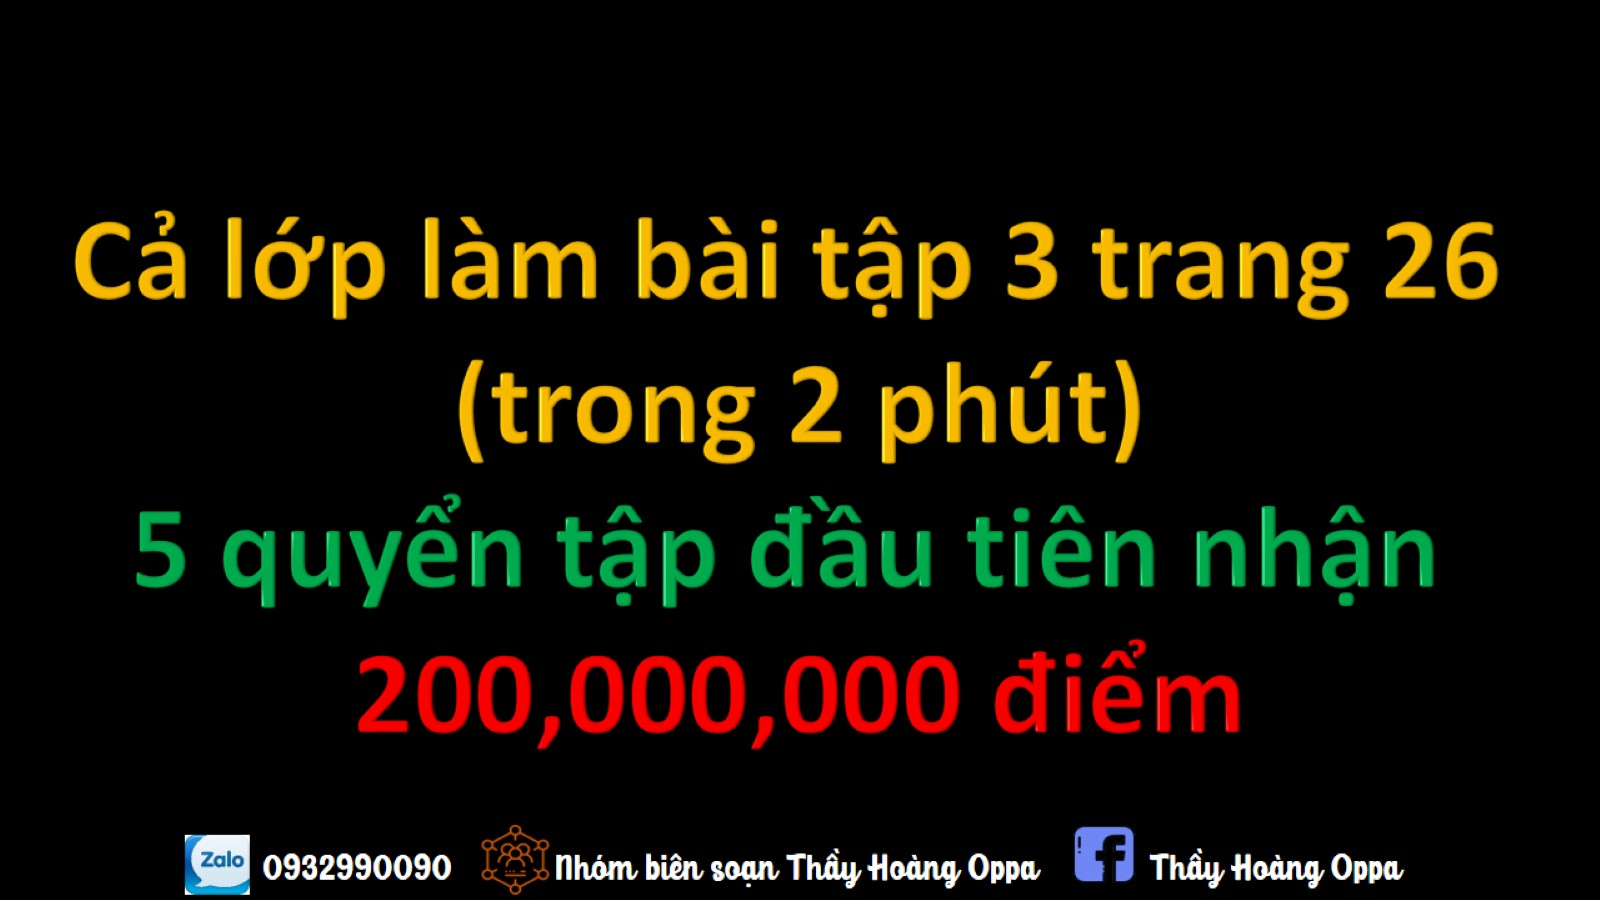 Cả lớp làm bài tập 3 trang 26
(trong 2 phút)
5 quyển tập đầu tiên nhận
200,000,000 điểm
Zalo 0932990090 Nhóm biên soạn Thầy Hoàng Oppa f Thầy Hoàng Oppa